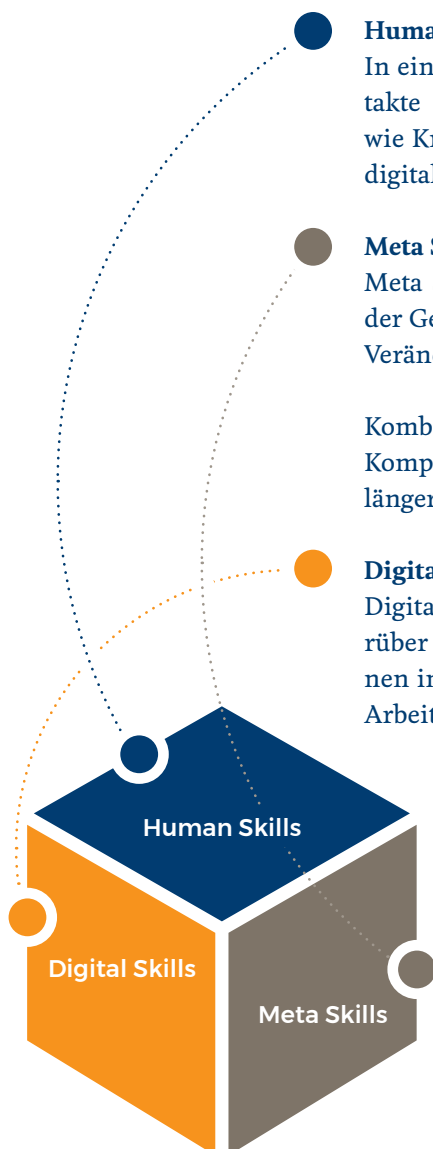 Huma
In ein
takte
wie Kr
digital
Meta S
Meta
der Ge
Verän
Komb
Komp
länger
Digita
Digita
rüber
nen in
Arbeit
Human Skills
Digital Skills
Meta Skills